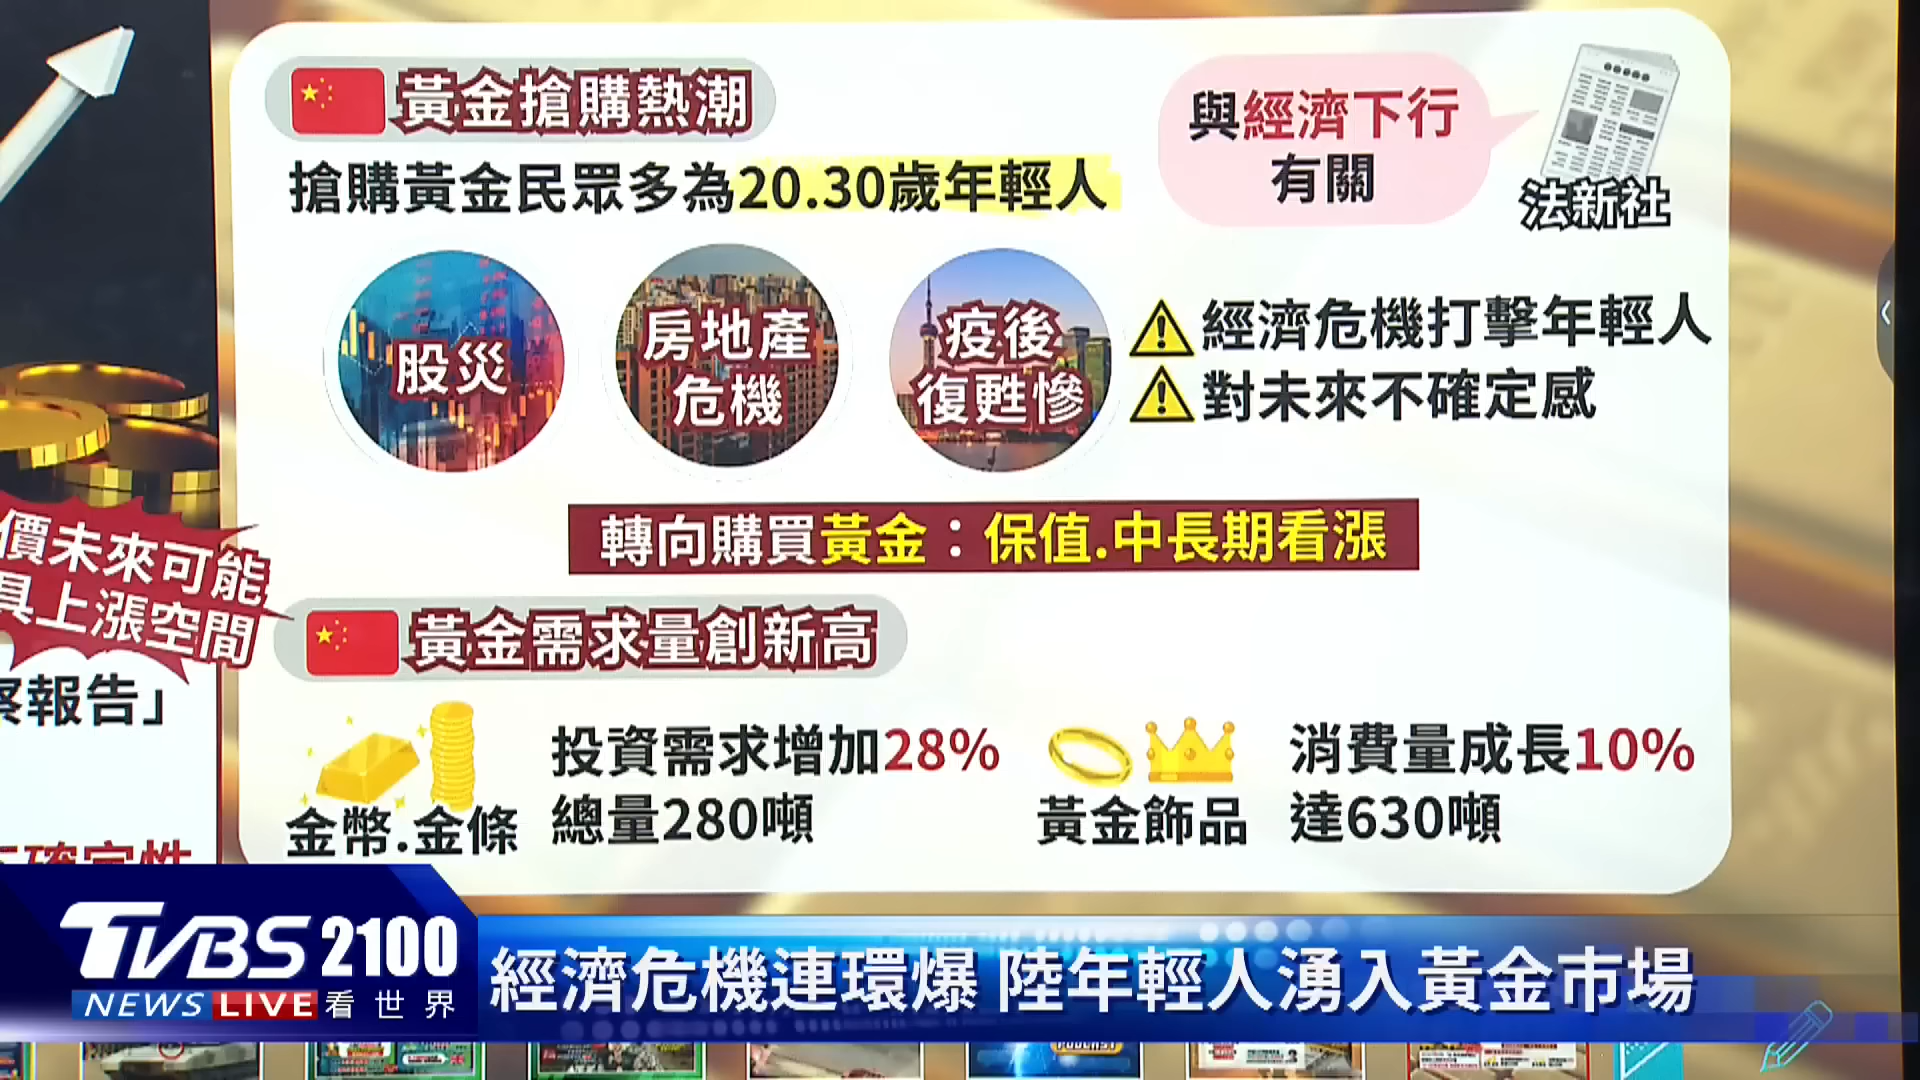 黃金搶購熱潮
搶購黃金民眾多為20.30歲年輕人
與經濟下行
有關
法新社
股災
房地產
危機
疫後
復甦慘
經濟危機打擊年輕人
對未來不確定感
轉向購買黃金：保值.中長期看漲
價未來可能
具上漲空間
察報告」
不確定性
黃金需求量創新高
金幣.金條
投資需求增加28%
總量280噸
黃金飾品
消費量成長10%
達630噸
TVBS 2100
NEWS LIVE 看世界
經濟危機連環爆 陸年輕人湧入黃金市場
PODCAST